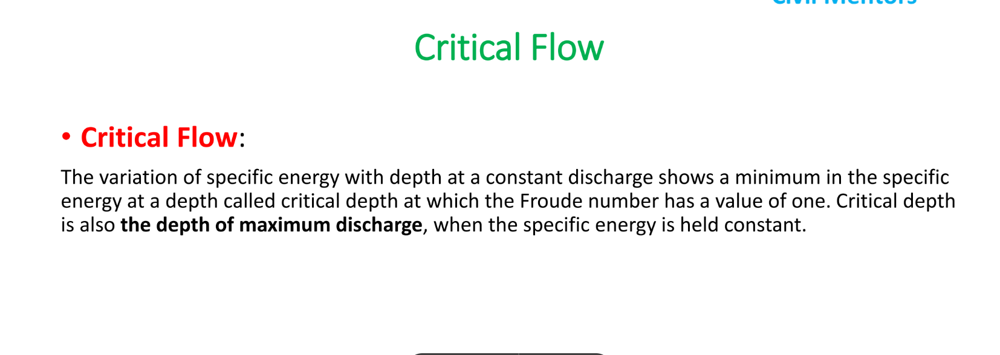 Civil Mentors
Critical Flow
• Critical Flow:
The variation of specific energy with depth at a constant discharge shows a minimum in the specific
energy at a depth called critical depth at which the Froude number has a value of one. Critical depth
is also the depth of maximum discharge, when the specific energy is held constant.